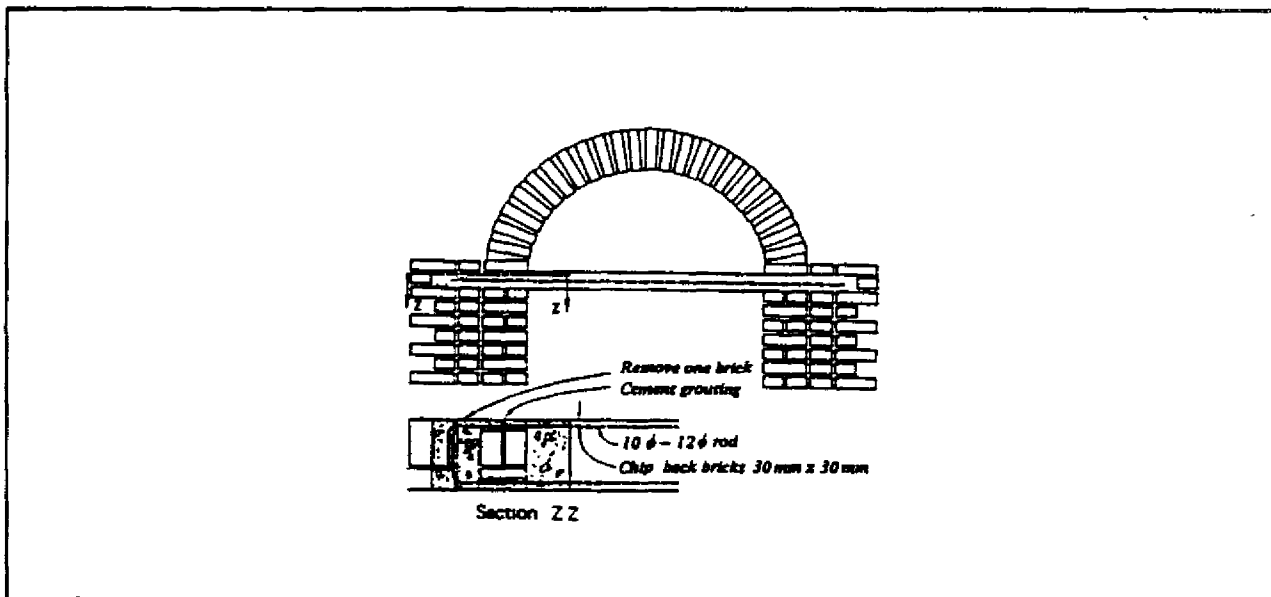 Z Z
Remove one brick
Cement grouting
10 ϕ – 12 ϕ rod
Chip back bricks 30 mm x 30 mm
Section Z Z